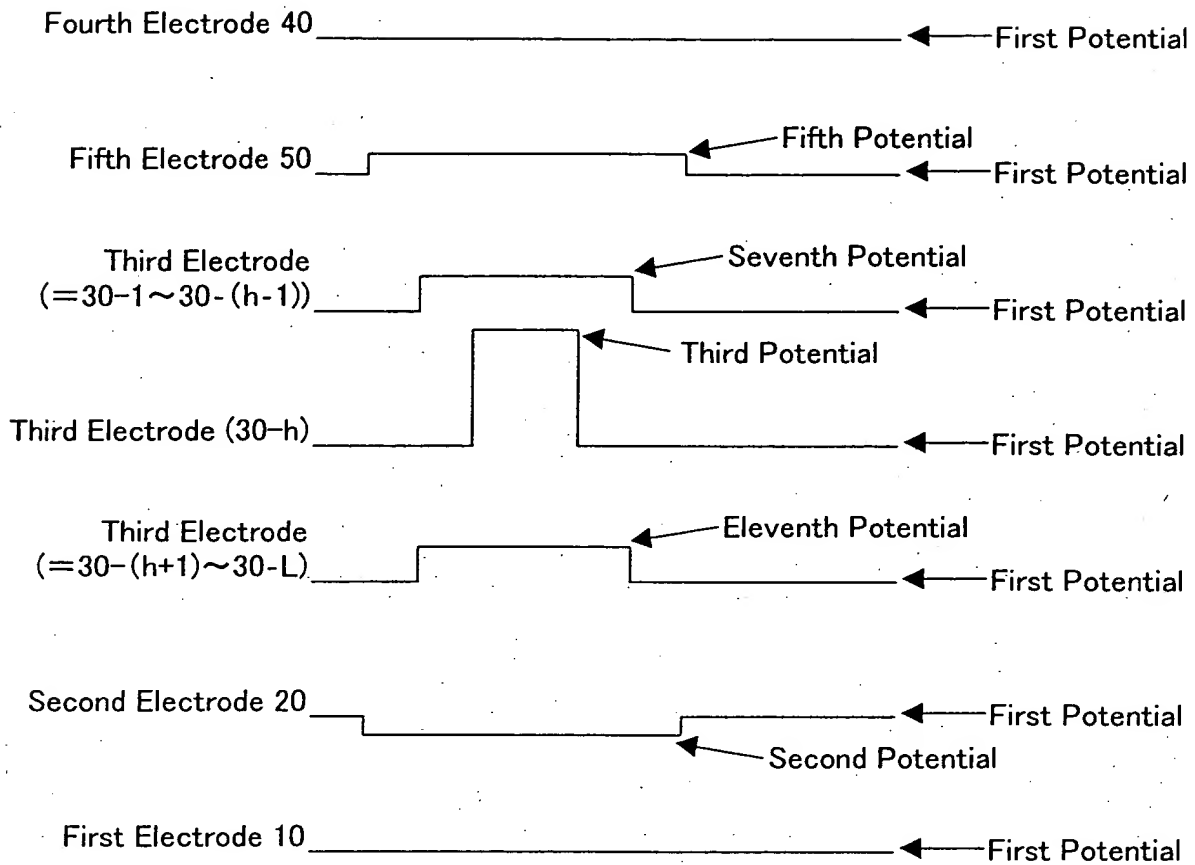 Fourth Electrode 40
First Potential
Fifth Potential
Fifth Electrode 50
First Potential
Third Electrode
(=30-1～30-(h-1))
Seventh Potential
First Potential
Third Potential
Third Electrode (30-h)
First Potential
Third Electrode
(=30-(h+1)～30-L)
Eleventh Potential
First Potential
Second Electrode 20
First Potential
Second Potential
First Electrode 10
First Potential